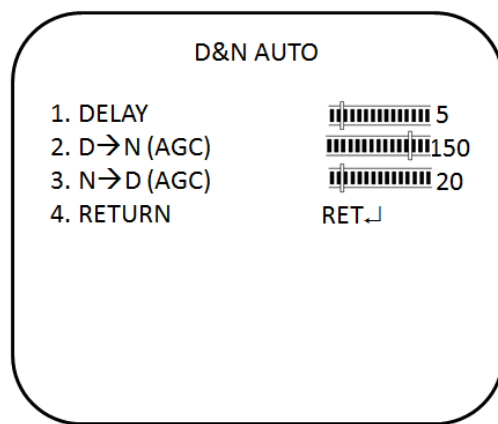 D&N AUTO
1. DELAY 5
2. D→N (AGC) 150
3. N→D (AGC) 20
4. RETURN RET↵